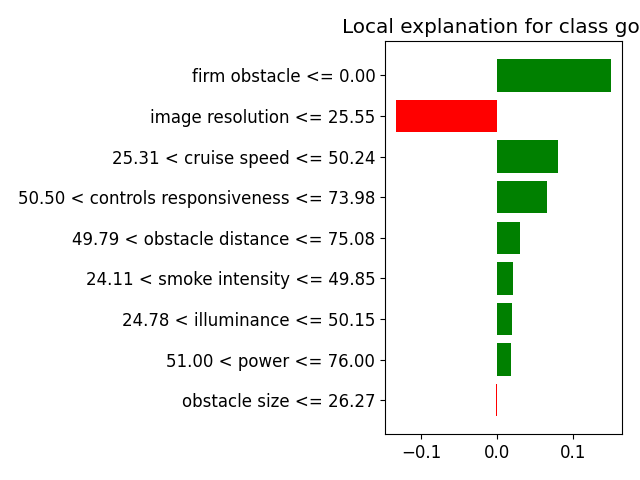 Local explanation for class go
firm obstacle <= 0.00
image resolution <= 25.55
25.31 < cruise speed <= 50.24
50.50 < controls responsiveness <= 73.98
49.79 < obstacle distance <= 75.08
24.11 < smoke intensity <= 49.85
24.78 < illuminance <= 50.15
51.00 < power <= 76.00
obstacle size <= 26.27
−0.1 0.0 0.1